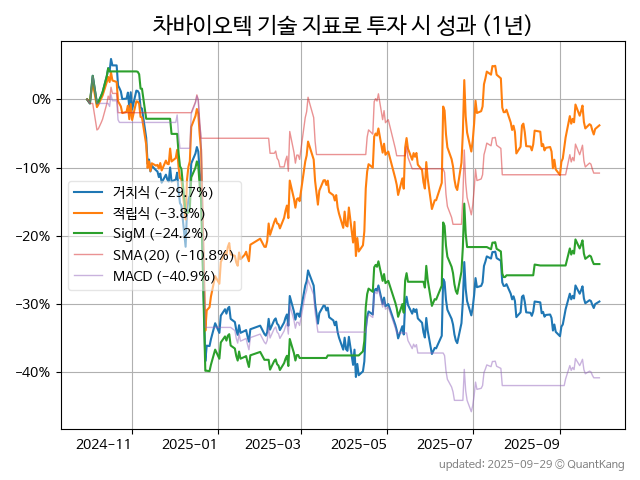 차바이오텍 기술 지표로 투자 시 성과 (1년)
0%
−10%
−20%
−30%
−40%
거치식 (−29.7%)
적립식 (−3.8%)
SigM (−24.2%)
SMA(20) (−10.8%)
MACD (−40.9%)
2024-11
2025-01
2025-03
2025-05
2025-07
2025-09
updated: 2025-09-29 © QuantKang